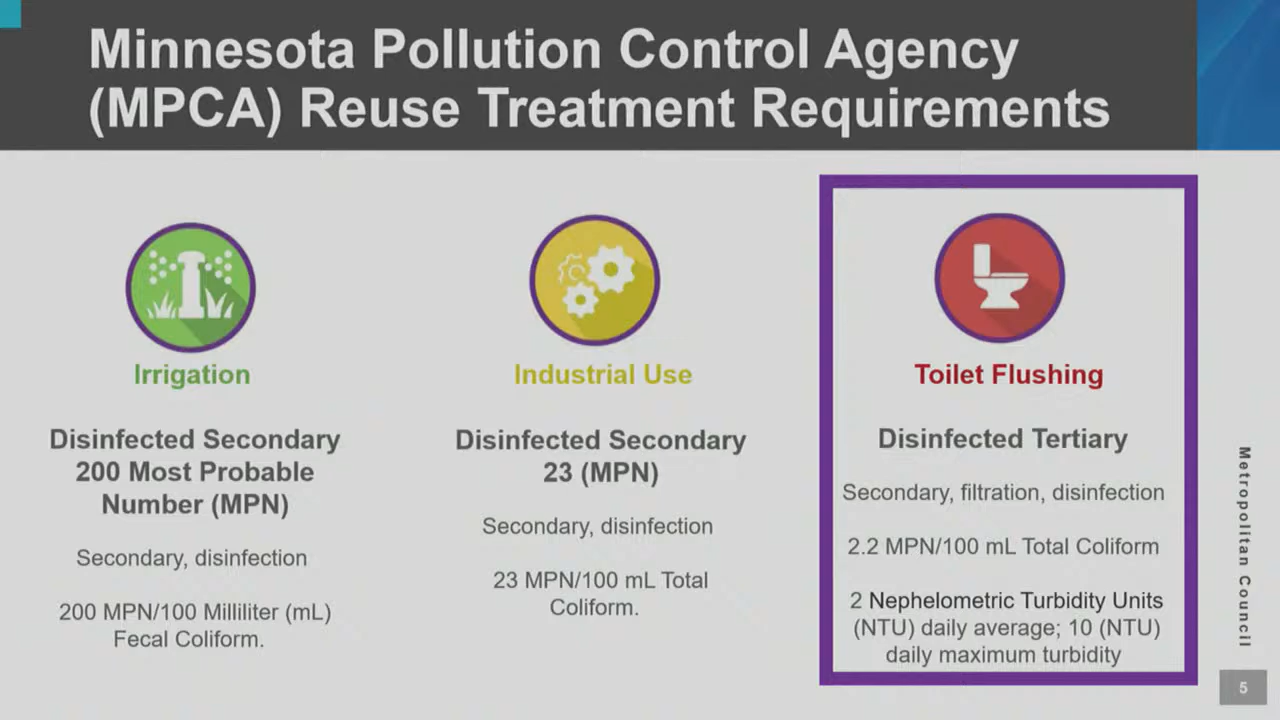 Minnesota Pollution Control Agency
(MPCA) Reuse Treatment Requirements
Irrigation
Disinfected Secondary
200 Most Probable
Number (MPN)
Secondary, disinfection
200 MPN/100 Milliliter (mL)
Fecal Coliform.
Industrial Use
Disinfected Secondary
23 (MPN)
Secondary, disinfection
23 MPN/100 mL Total
Coliform.
Toilet Flushing
Disinfected Tertiary
Secondary, filtration, disinfection
2.2 MPN/100 mL Total Coliform
2 Nephelometric Turbidity Units
(NTU) daily average; 10 (NTU)
daily maximum turbidity
Metropolitan Council
5